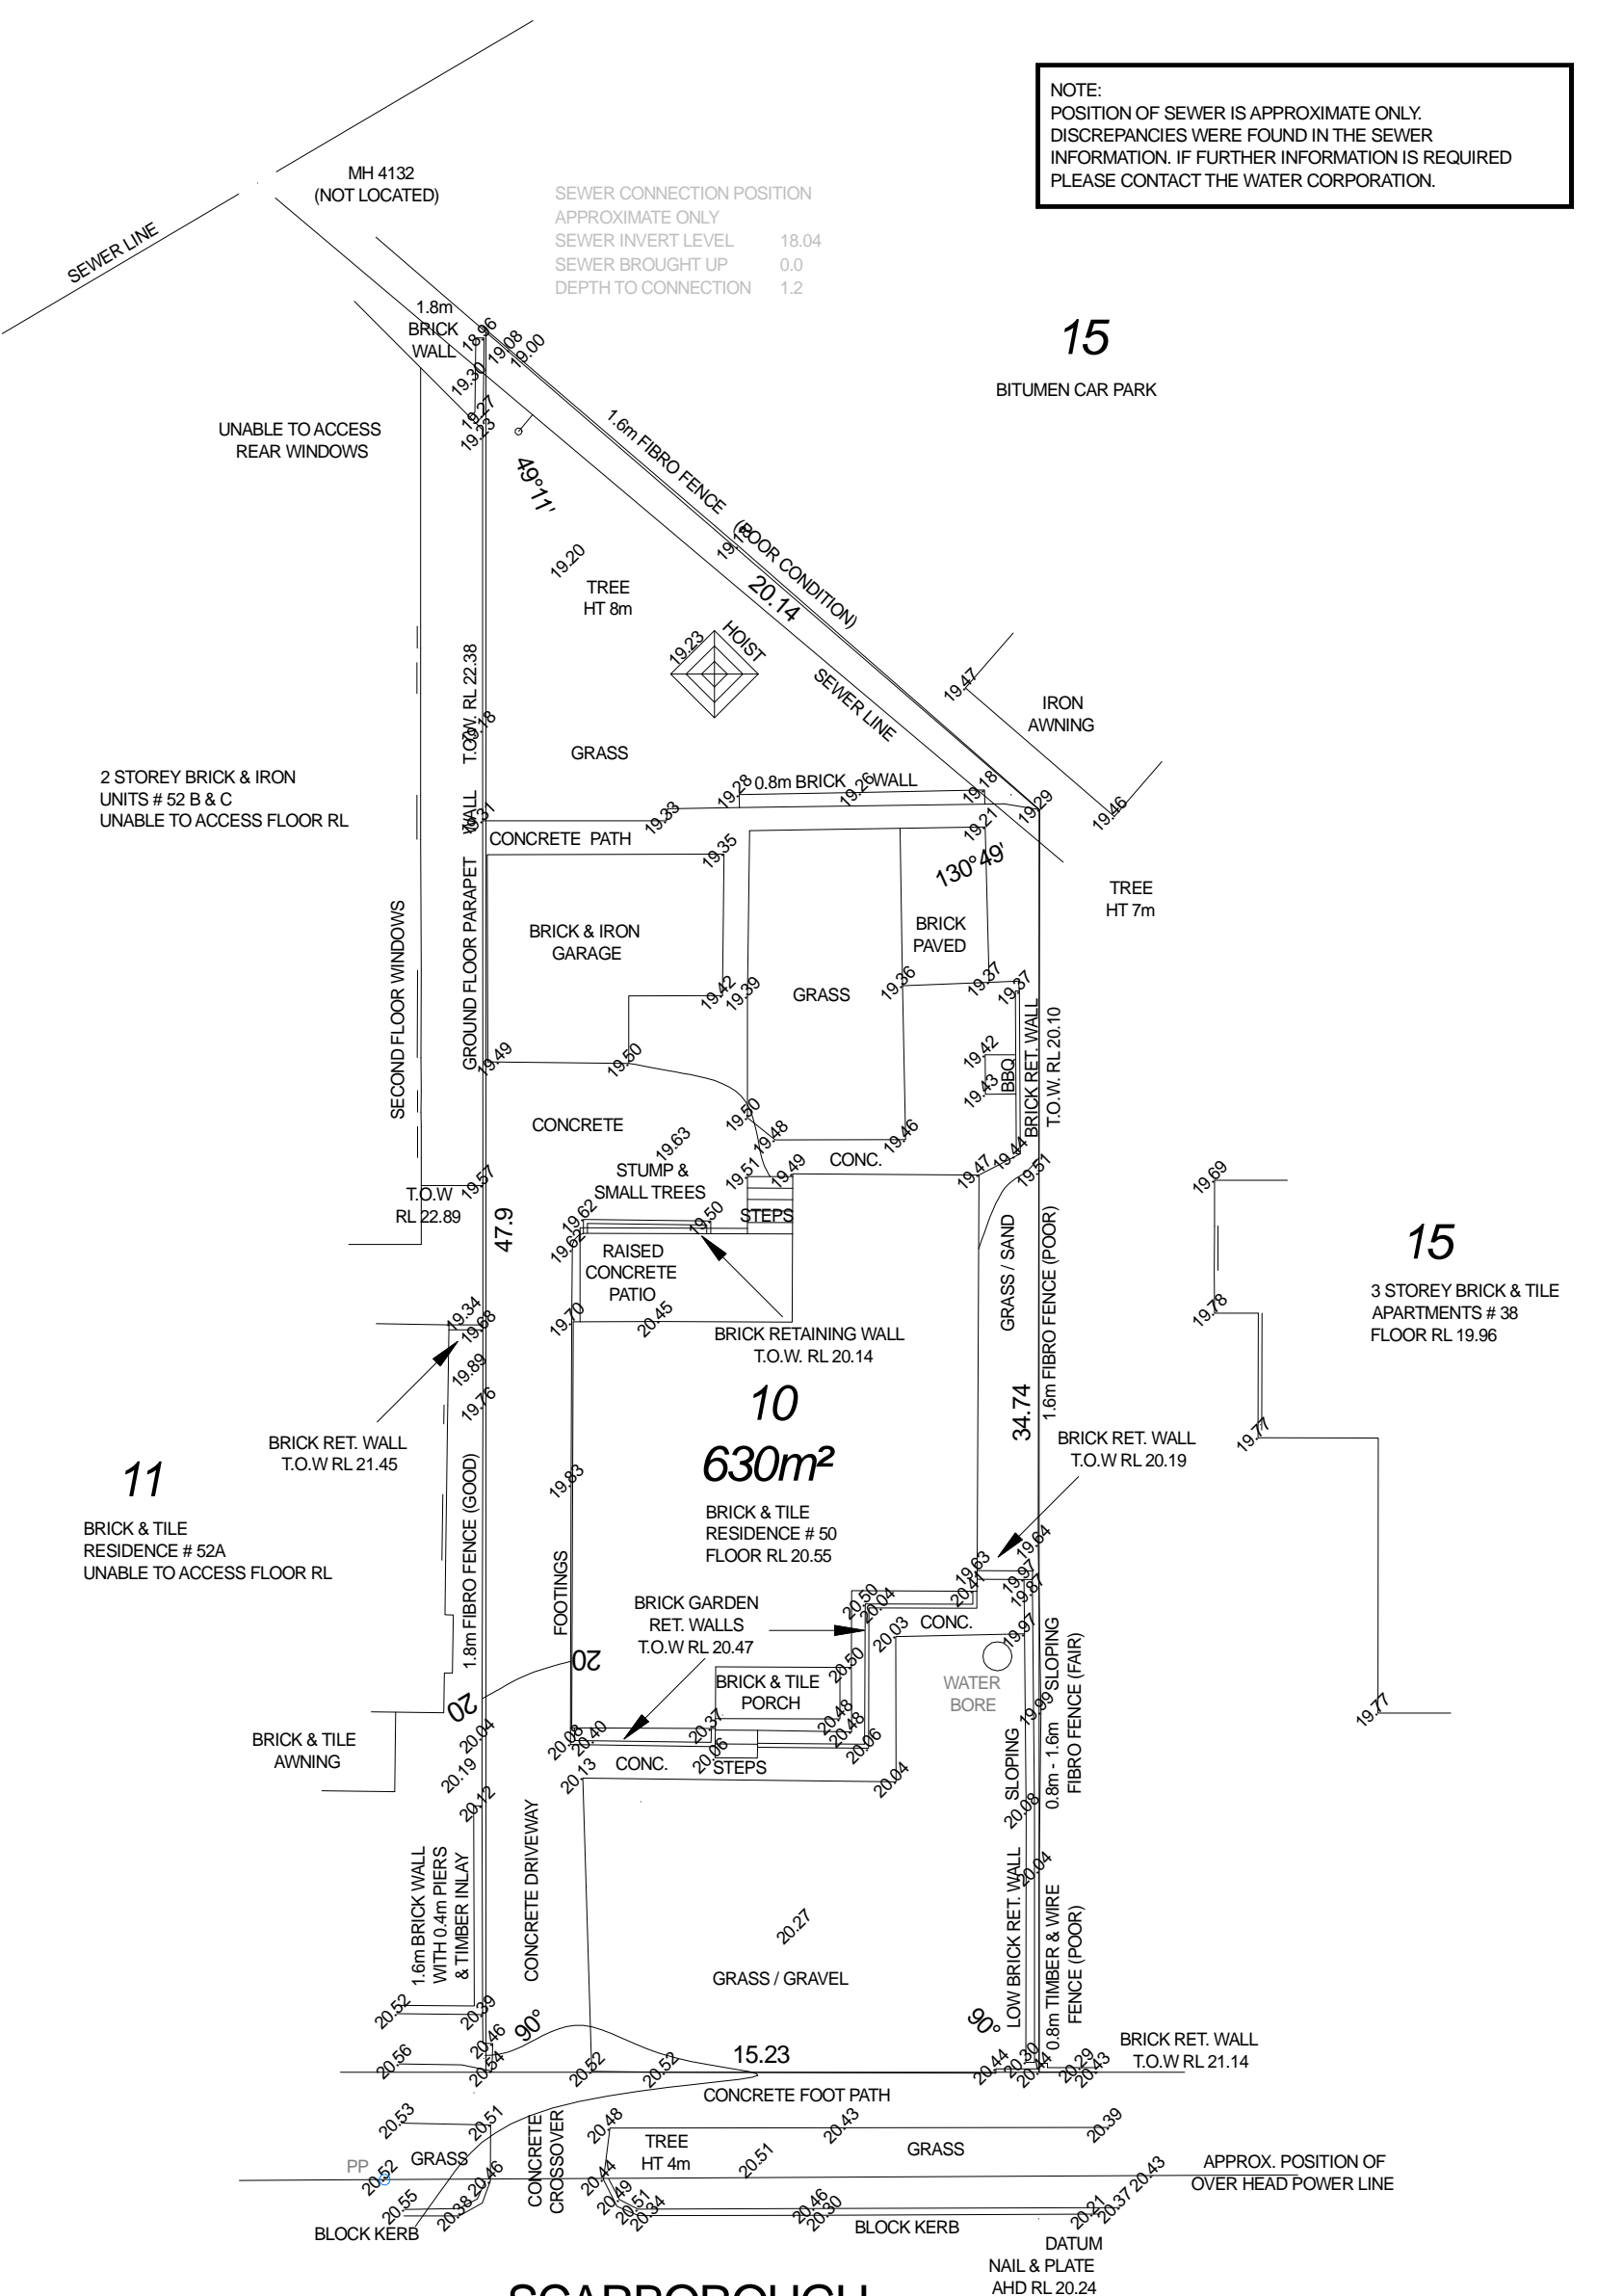 NOTE:
POSITION OF SEWER IS APPROXIMATE ONLY.
DISCREPANCIES WERE FOUND IN THE SEWER
INFORMATION. IF FURTHER INFORMATION IS REQUIRED
PLEASE CONTACT THE WATER CORPORATION.
MH 4132
(NOT LOCATED)
SEWER LINE
SEWER CONNECTION POSITION
APPROXIMATE ONLY
SEWER INVERT LEVEL 18.04
SEWER BROUGHT UP 0.0
DEPTH TO CONNECTION 1.2
1.8m
BRICK
WALL
18.96
19.08
19.00
19.30
19.27
19.23
15
BITUMEN CAR PARK
UNABLE TO ACCESS
REAR WINDOWS
49°11'
1.6m FIBRO FENCE (POOR CONDITION)
19.18
20.14
19.20
TREE
HT 8m
19.23
HOIST
SEWER LINE
19.47
IRON
AWNING
19.46
T.O.W. RL 22.38
19.18
GRASS
2 STOREY BRICK & IRON
UNITS # 52 B & C
UNABLE TO ACCESS FLOOR RL
19.28
0.8m BRICK WALL
19.26
19.18
19.29
19.31
19.33
19.21
CONCRETE PATH
19.35
130°49'
TREE
HT 7m
GROUND FLOOR PARAPET WALL
SECOND FLOOR WINDOWS
BRICK & IRON
GARAGE
BRICK
PAVED
19.42
19.39
GRASS
19.36
19.37
19.37
BRICK RET. WALL
T.O.W. RL 20.10
19.49
19.50
19.42
19.43
BBQ
CONCRETE
19.50
19.48
19.46
19.63
CONC.
19.44
19.47
19.51
STUMP &
SMALL TREES
19.51
19.49
19.57
T.O.W
RL 22.89
19.62
19.50
STEPS
19.62
47.9
RAISED
CONCRETE
PATIO
19.70
20.45
GRASS / SAND
1.6m FIBRO FENCE (POOR)
19.69
19.78
15
3 STOREY BRICK & TILE
APARTMENTS # 38
FLOOR RL 19.96
19.77
19.77
19.34
19.68
19.89
19.76
BRICK RETAINING WALL
T.O.W. RL 20.14
10
630m²
34.74
BRICK RET. WALL
T.O.W RL 21.45
BRICK RET. WALL
T.O.W RL 20.19
11
BRICK & TILE
RESIDENCE # 52A
UNABLE TO ACCESS FLOOR RL
1.8m FIBRO FENCE (GOOD)
19.83
BRICK & TILE
RESIDENCE # 50
FLOOR RL 20.55
FOOTINGS
19.64
19.63
19.97
19.87
20.41
20.50
20.04
BRICK GARDEN
RET. WALLS
T.O.W RL 20.47
CONC.
20.03
19.97
20
20
20.50
WATER
BORE
BRICK & TILE
PORCH
19.99
SLOPING
0.8m - 1.6m SLOPING
FIBRO FENCE (FAIR)
20.04
BRICK & TILE
AWNING
20.08
20.40
20.37
20.48
20.48
20.06
20.06
STEPS
CONC.
20.13
20.04
20.19
20.12
20.08
CONCRETE DRIVEWAY
1.6m BRICK WALL
WITH 0.4m PIERS
& TIMBER INLAY
20.04
LOW BRICK RET. WALL
0.8m TIMBER & WIRE
FENCE (POOR)
20.27
GRASS / GRAVEL
20.52
20.39
90°
90°
20.46
20.56
20.54
20.52
20.52
15.23
20.44
20.30
20.44
20.29
20.43
BRICK RET. WALL
T.O.W RL 21.14
CONCRETE FOOT PATH
20.53
20.51
CONCRETE
CROSSOVER
20.48
20.43
20.39
TREE
HT 4m
20.51
GRASS
PP
GRASS
20.52
20.46
20.44
20.43
APPROX. POSITION OF
OVER HEAD POWER LINE
20.55
20.38
20.49
20.51
20.34
20.46
20.30
20.21
20.37
BLOCK KERB
BLOCK KERB
DATUM
NAIL & PLATE
AHD RL 20.24
SCARBOROUGH